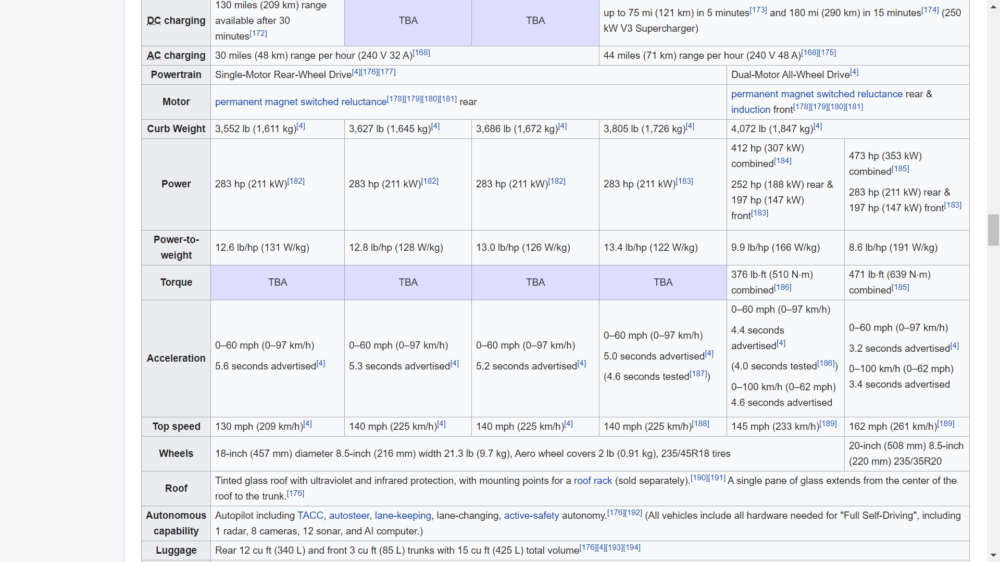 DC charging
130 miles (209 km) range
available after 30
minutes[172]
TBA
TBA
up to 75 mi (121 km) in 5 minutes[173] and 180 mi (290 km) in 15 minutes[174] (250
kW V3 Supercharger)
AC charging
30 miles (48 km) range per hour (240 V 32 A)[168]
44 miles (71 km) range per hour (240 V 48 A)[168][175]
Powertrain
Single-Motor Rear-Wheel Drive[4][176][177]
Dual-Motor All-Wheel Drive[4]
Motor
permanent magnet switched reluctance[178][179][180][181] rear
permanent magnet switched reluctance rear &
induction front[178][179][180][181]
Curb Weight
3,552 lb (1,611 kg)[4]
3,627 lb (1,645 kg)[4]
3,686 lb (1,672 kg)[4]
3,805 lb (1,726 kg)[4]
4,072 lb (1,847 kg)[4]
Power
283 hp (211 kW)[182]
283 hp (211 kW)[182]
283 hp (211 kW)[182]
283 hp (211 kW)[183]
412 hp (307 kW)
combined[184]
252 hp (188 kW) rear &
197 hp (147 kW)
front[183]
473 hp (353 kW)
combined[185]
283 hp (211 kW) rear &
197 hp (147 kW) front[183]
Power-to-
weight
12.6 lb/hp (131 W/kg)
12.8 lb/hp (128 W/kg)
13.0 lb/hp (126 W/kg)
13.4 lb/hp (122 W/kg)
9.9 lb/hp (166 W/kg)
8.6 lb/hp (191 W/kg)
Torque
TBA
TBA
TBA
TBA
376 lb·ft (510 N·m)
combined[186]
471 lb·ft (639 N·m)
combined[185]
Acceleration
0–60 mph (0–97 km/h)
5.6 seconds advertised[4]
0–60 mph (0–97 km/h)
5.3 seconds advertised[4]
0–60 mph (0–97 km/h)
5.2 seconds advertised[4]
0–60 mph (0–97 km/h)
5.0 seconds advertised[4]
(4.6 seconds tested[187])
0–60 mph (0–97 km/h)
4.4 seconds
advertised[4]
(4.0 seconds tested[186])
0–100 km/h (0–62 mph)
4.6 seconds advertised
0–60 mph (0–97 km/h)
3.2 seconds advertised[4]
0–100 km/h (0–62 mph)
3.4 seconds advertised
Top speed
130 mph (209 km/h)[4]
140 mph (225 km/h)[4]
140 mph (225 km/h)[4]
140 mph (225 km/h)[188]
145 mph (233 km/h)[189]
162 mph (261 km/h)[189]
Wheels
18-inch (457 mm) diameter 8.5-inch (216 mm) width 21.3 lb (9.7 kg), Aero wheel covers 2 lb (0.91 kg), 235/45R18 tires
20-inch (508 mm) 8.5-inch
(220 mm) 235/35R20
Roof
Tinted glass roof with ultraviolet and infrared protection, with mounting points for a roof rack (sold separately).[190][191] A single pane of glass extends from the center of the
roof to the trunk.[176]
Autonomous
capability
Autopilot including TACC, autosteer, lane-keeping, lane-changing, active-safety autonomy.[176][192] (All vehicles include all hardware needed for "Full Self-Driving", including
1 radar, 8 cameras, 12 sonar, and AI computer.)
Luggage
Rear 12 cu ft (340 L) and front 3 cu ft (85 L) trunks with 15 cu ft (425 L) total volume[176][4][193][194]